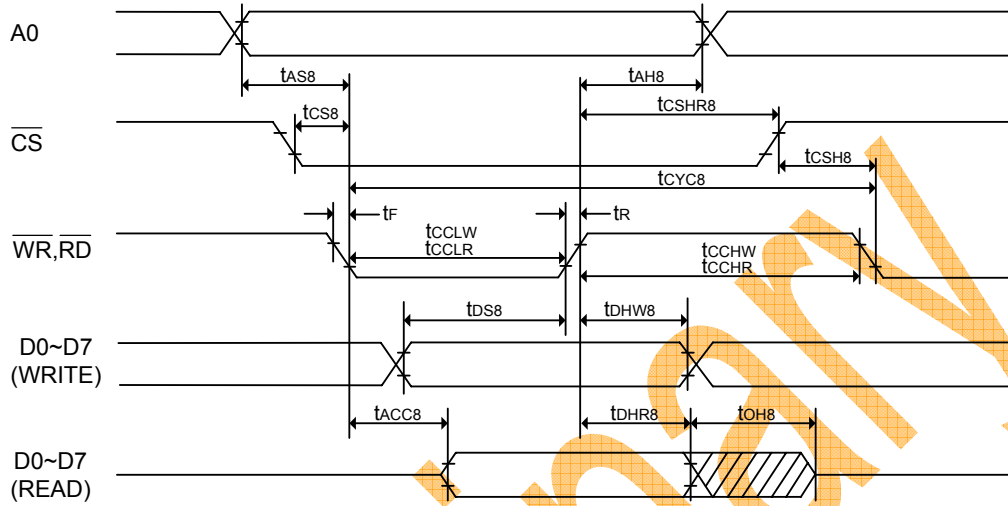 A0
tAS8
tAH8
tCS8
tCSHR8
CS
tCSH8
tCYC8
tF
tR
WR,RD
tCCLW
tCCLR
tCCHW
tCCHR
tDS8
tDHW8
D0~D7
(WRITE)
tACC8
tDHR8
tOH8
D0~D7
(READ)